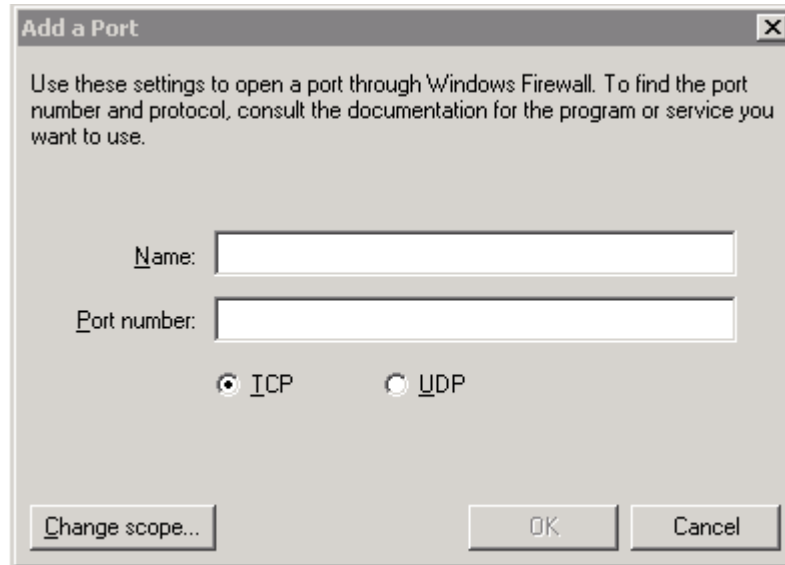 Add a Port
Use these settings to open a port through Windows Firewall. To find the port
number and protocol, consult the documentation for the program or service you
want to use.
Name:
Port number:
TCP UDP
Change scope... OK Cancel